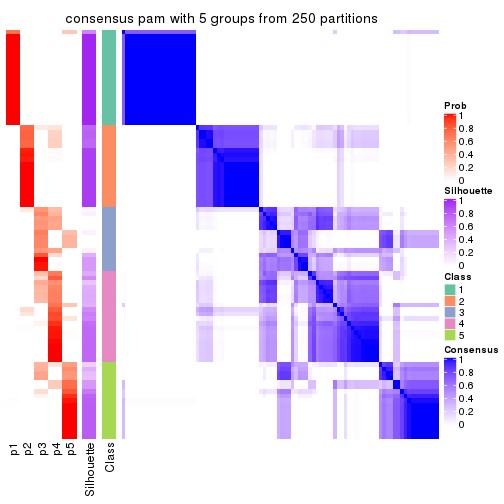 consensus pam with 5 groups from 250 partitions
Prob
1
0.8
0.6
0.4
0.2
0
Silhouette
1
0.8
0.6
0.4
0.2
0
Class
1
2
3
4
5
Consensus
1
0.8
0.6
0.4
0.2
0
p1
p2
p3
p4
p5
Silhouette
Class